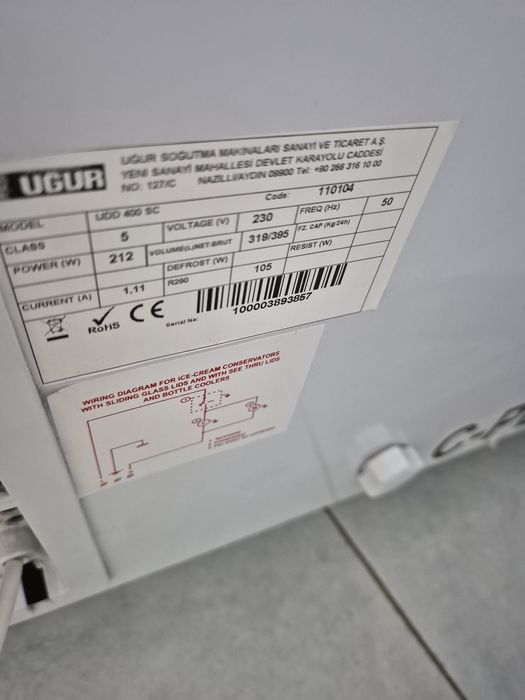 UĞUR
UĞUR SOĞUTMA MAKİNALARI SANAYİ VE TİCARET A.Ş.
YENİ SANAYİ MAHALLESİ DEVLET KARAYOLU CADDESİ
NO: 127/C NAZİLLİ/AYDIN 09900 Tel: +90 256 316 10 00
Code: 110104
MODEL UDD 400 SC
CLASS 5 VOLTAGE (V) 230 FREQ (Hz) 50
POWER (W) 212 VOLUME(L)NET-BRUT 319/395 FZ. CAP (Kg/24h)
DEFROST (W) 105 RESIST (W)
CURRENT (A) 1,11 R290
RoHS CE Serial No: 100003893857
WIRING DIAGRAM FOR ICE-CREAM CONSERVATORS
WITH SLIDING GLASS LIDS AND WITH SEE THRU LIDS
AND BOTTLE COOLERS